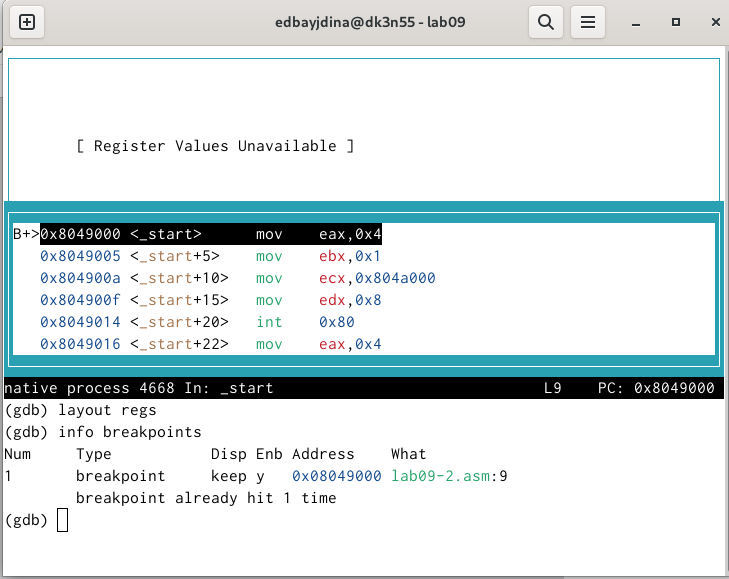 edbayjdina@dk3n55 - lab09
[ Register Values Unavailable ]
B+>0x8049000 <_start>      mov    eax,0x4
   0x8049005 <_start+5>    mov    ebx,0x1
   0x804900a <_start+10>   mov    ecx,0x804a000
   0x804900f <_start+15>   mov    edx,0x8
   0x8049014 <_start+20>   int    0x80
   0x8049016 <_start+22>   mov    eax,0x4
native process 4668 In: _start                              L9    PC: 0x8049000
(gdb) layout regs
(gdb) info breakpoints
Num     Type           Disp Enb Address    What
1       breakpoint     keep y   0x08049000 lab09-2.asm:9
        breakpoint already hit 1 time
(gdb)